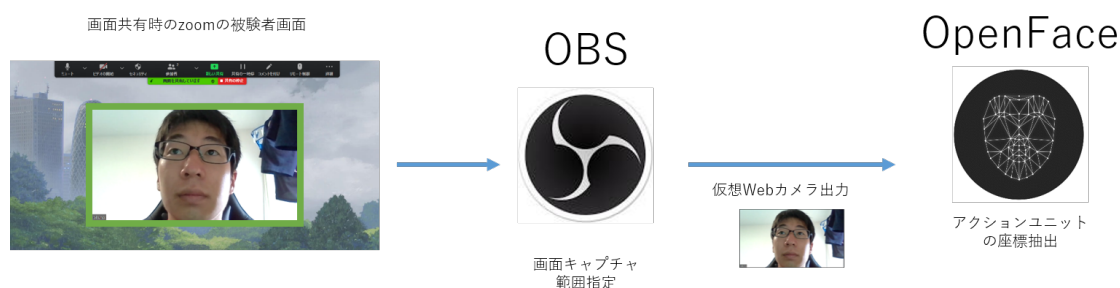 画面共有時のzoomの被験者画面
OBS
OpenFace
画面キャプチャ
範囲指定
仮想Webカメラ出力
アクションユニット
の座標抽出